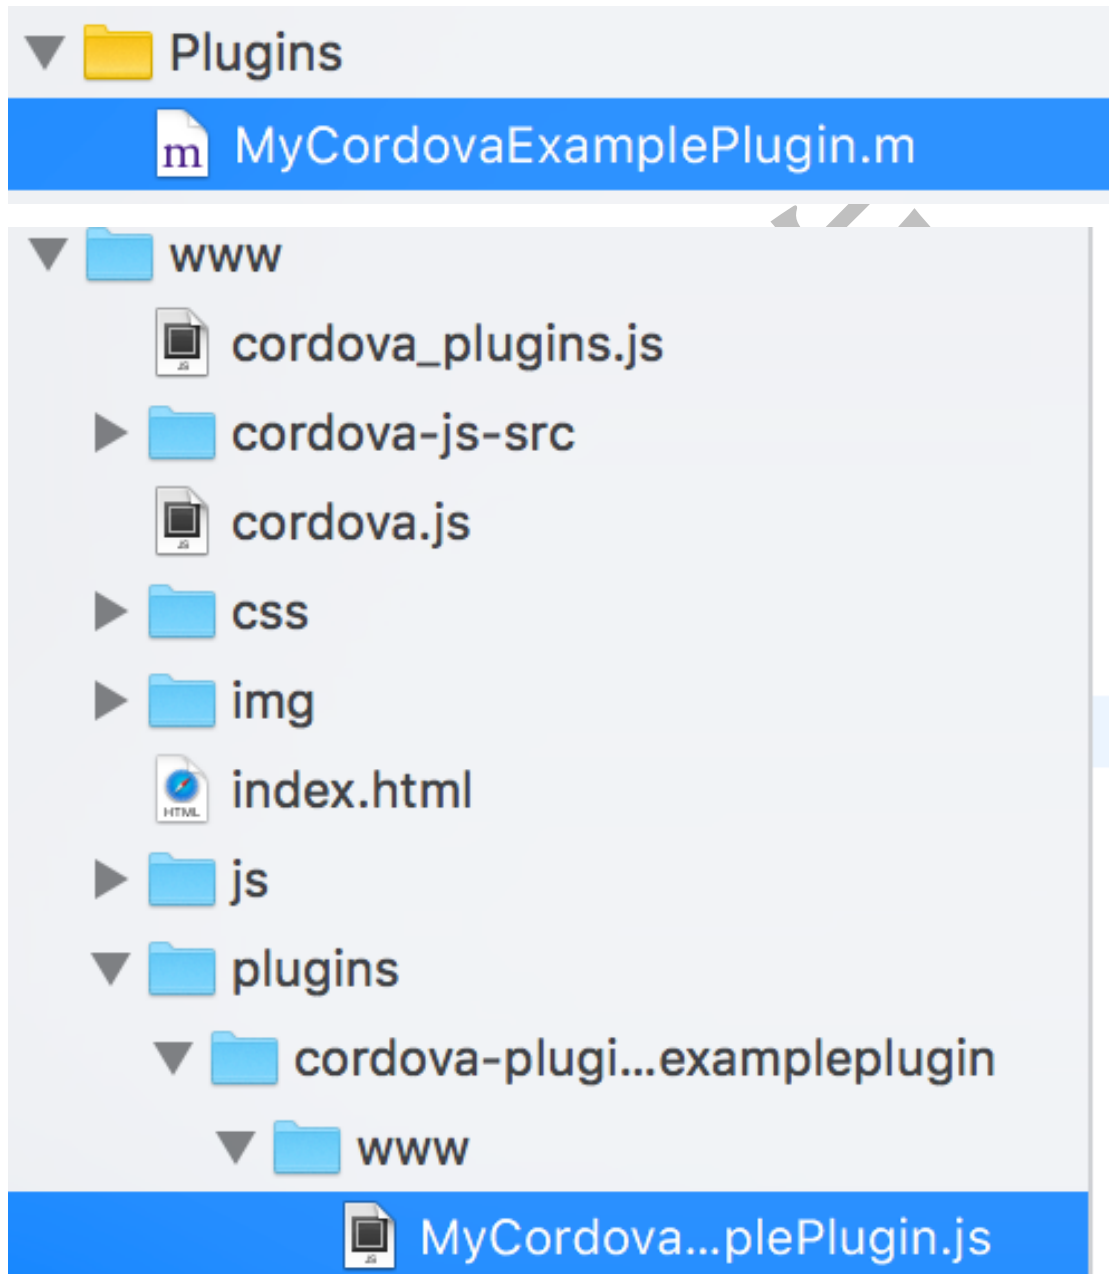 Plugins
m MyCordovaExamplePlugin.m
www
cordova_plugins.js
cordova-js-src
cordova.js
css
img
HTML index.html
js
plugins
cordova-plugi...exampleplugin
www
MyCordova...plePlugin.js